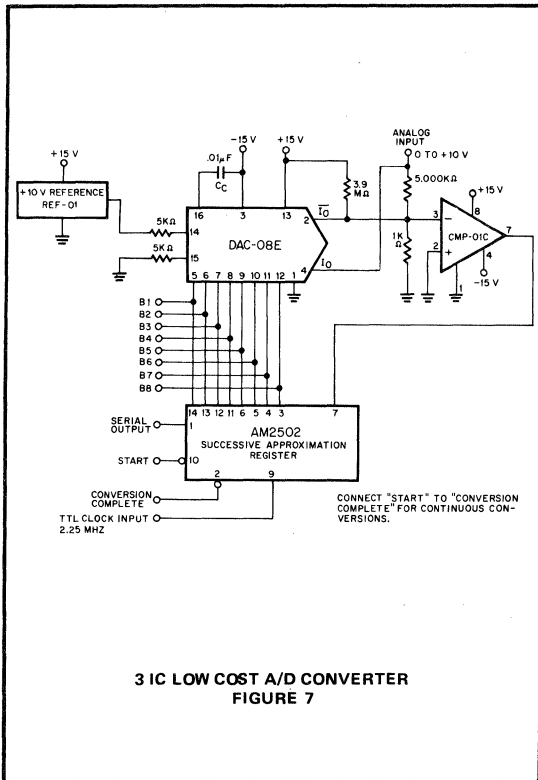 +15 V
+10 V REFERENCE
REF-01
5KΩ
5KΩ
.01µF
CC
-15 V
+15 V
16
3
13
14
15
DAC-08E
2
IO
4
IO
5 6 7 8 9 10 11 12 1
3.9
MΩ
ANALOG
INPUT
0 TO +10 V
5.000KΩ
1K
Ω
+15 V
8
3
−
CMP-01C
7
2
+
4
1
-15 V
B1
B2
B3
B4
B5
B6
B7
B8
14 13 12 11 6 5 4 3
7
SERIAL
OUTPUT
1
AM2502
SUCCESSIVE APPROXIMATION
REGISTER
START
10
2
9
CONVERSION
COMPLETE
TTL CLOCK INPUT
2.25 MHZ
CONNECT "START" TO "CONVERSION
COMPLETE" FOR CONTINUOUS CON-
VERSIONS.
3 IC LOW COST A/D CONVERTER
FIGURE 7